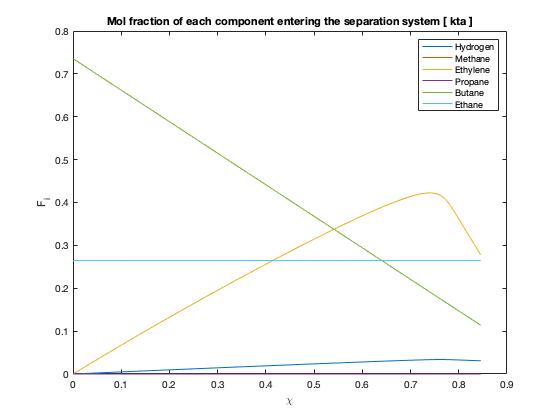 Mol fraction of each component entering the separation system [ kta ]
0.8
0.7
0.6
0.5
0.4
0.3
0.2
0.1
0
F_i
Hydrogen
Methane
Ethylene
Propane
Butane
Ethane
0 0.1 0.2 0.3 0.4 0.5 0.6 0.7 0.8 0.9
χ